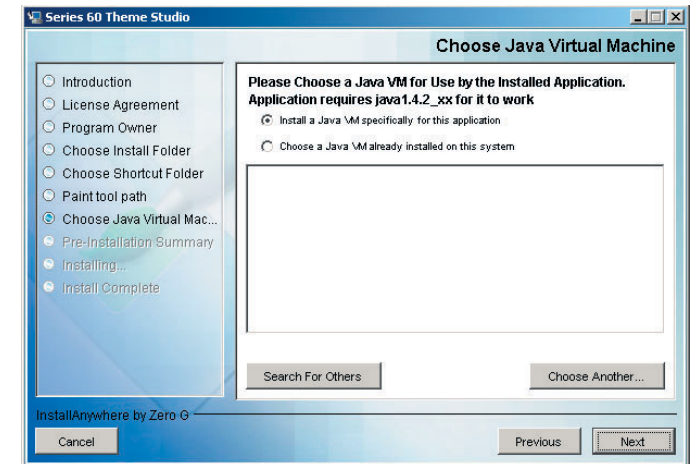 Series 60 Theme Studio
Choose Java Virtual Machine
Introduction
License Agreement
Program Owner
Choose Install Folder
Choose Shortcut Folder
Paint tool path
Choose Java Virtual Mac...
Pre-Installation Summary
Installing...
Install Complete
Please Choose a Java VM for Use by the Installed Application.
Application requires java1.4.2_xx for it to work
Install a Java VM specifically for this application
Choose a Java VM already installed on this system
Search For Others
Choose Another...
InstallAnywhere by Zero G
Cancel
Previous
Next